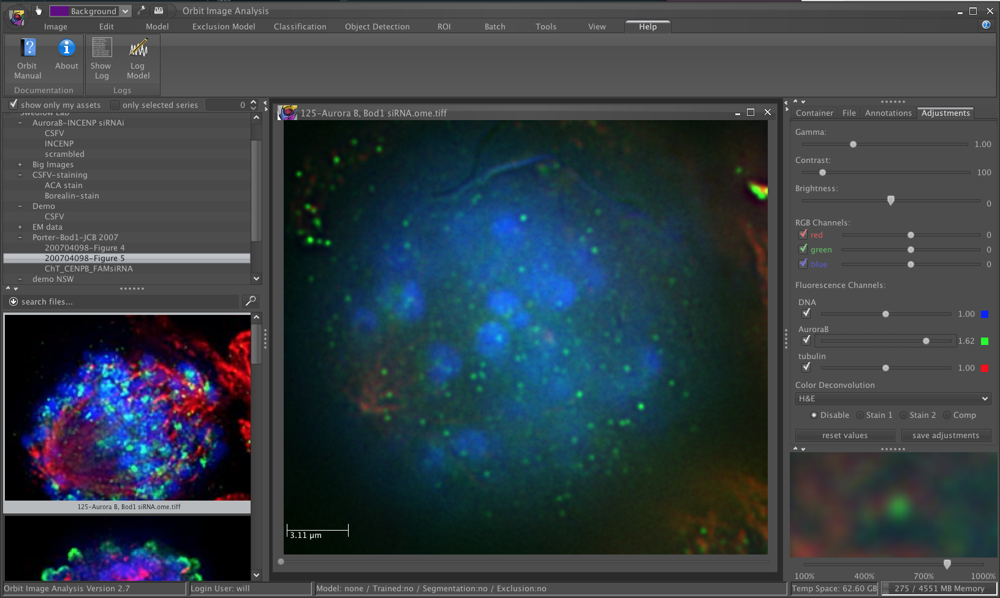 Background
Orbit Image Analysis
Image Edit Model Exclusion Model Classification Object Detection ROI Batch Tools View Help
Orbit Manual
About
Show Log
Log Model
Documentation
Logs
show only my assets only selected series 0
Swedlow Lab
- AuroraB-INCENP siRNAi
CSFV
INCENP
scrambled
+ Big Images
- CSFV-staining
ACA stain
Borealin-stain
- Demo
CSFV
+ EM data
- Porter-Bod1-JCB 2007
200704098-Figure 4
200704098-Figure 5
ChT_CENPB_FAMsiRNA
- demo NSW
search files...
125-Aurora B, Bod1 siRNA.ome.tiff
125-Aurora B, Bod1 siRNA.ome.tiff
3.11 µm
Container File Annotations Adjustments
Gamma:
1.00
Contrast:
100
Brightness:
0
RGB Channels:
red 0
green 0
blue 0
Fluorescence Channels:
DNA
1.00
AuroraB
1.62
tubulin
1.00
Color Deconvolution
H&E
Disable Stain 1 Stain 2 Comp
reset values save adjustments
100% 400% 700% 1000%
Orbit Image Analysis Version 2.7
Login User: will
Model: none / Trained:no / Segmentation:no / Exclusion:no
Temp Space: 62.60 GB
275 / 4551 MB Memory